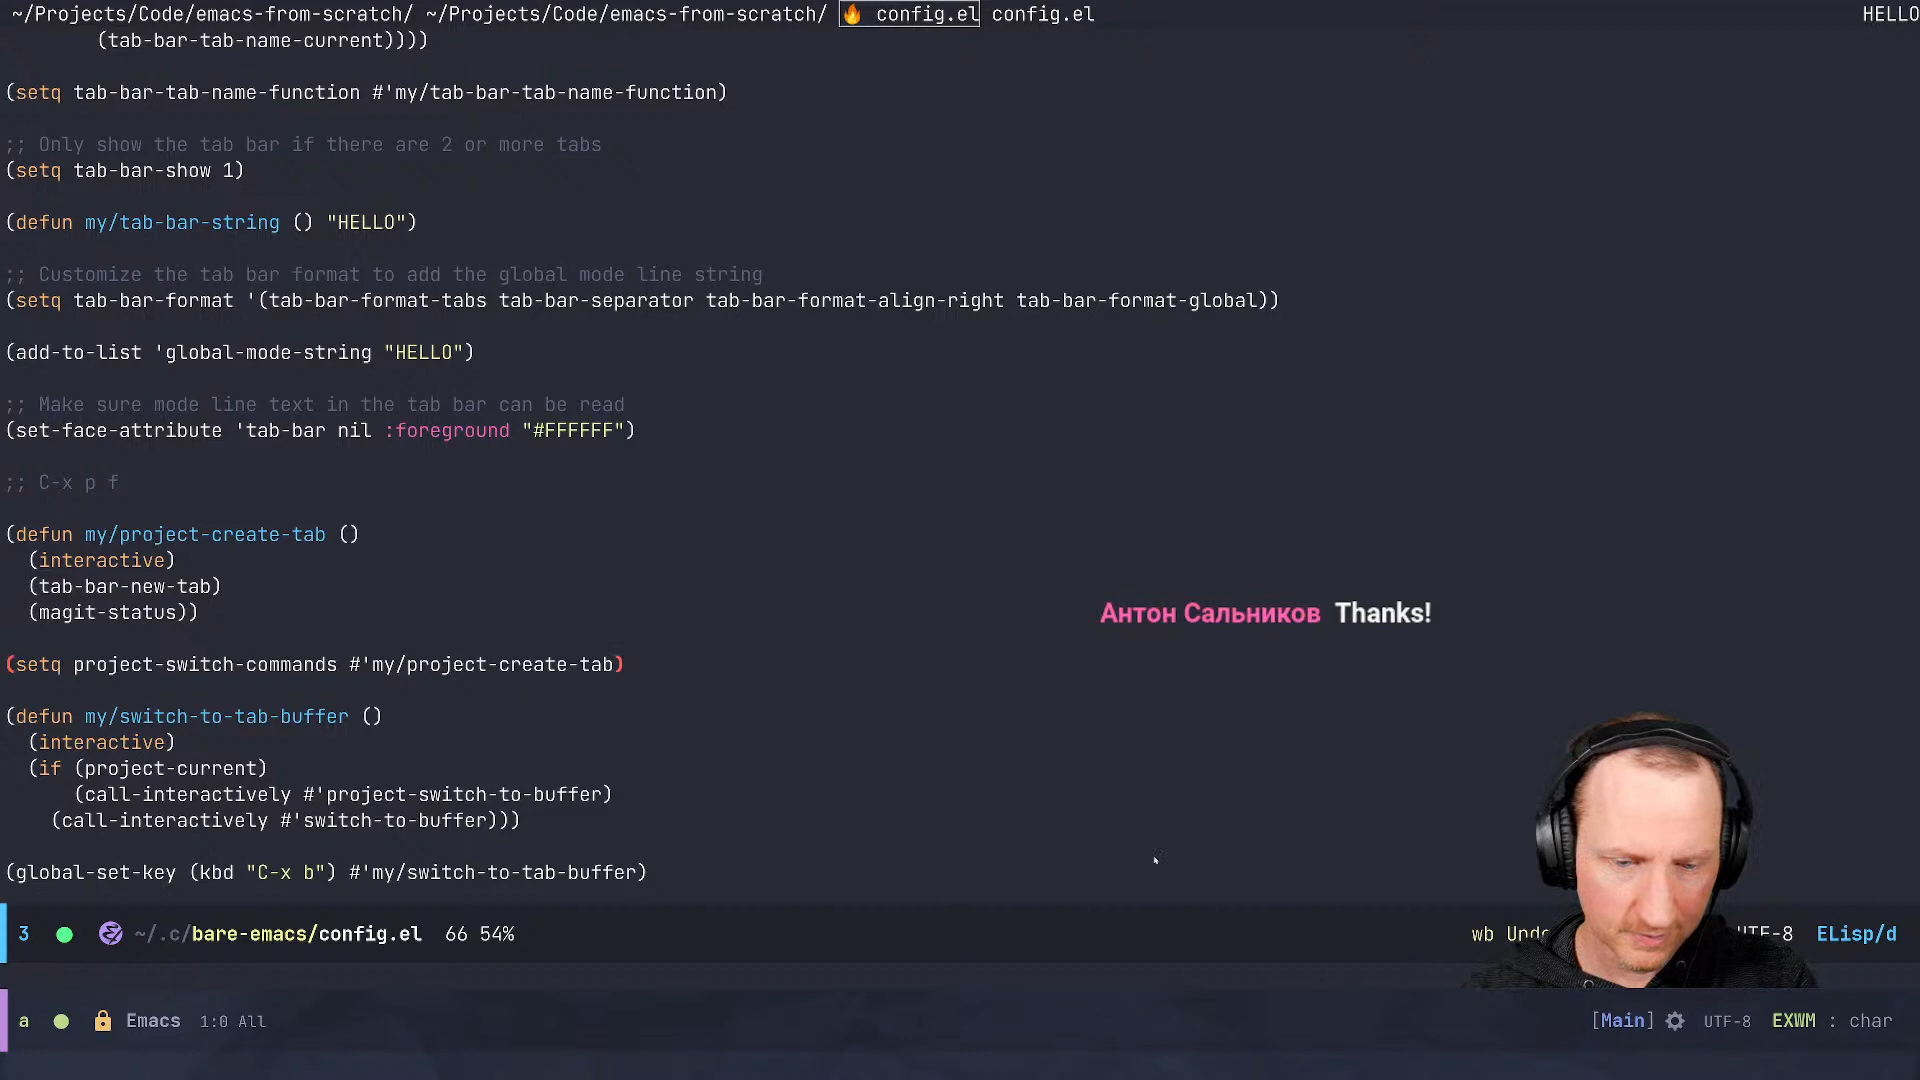 ~/Projects/Code/emacs-from-scratch/ ~/Projects/Code/emacs-from-scratch/ 🔥 config.el config.el HELLO
(tab-bar-tab-name-current))))
(setq tab-bar-tab-name-function #'my/tab-bar-tab-name-function)
;; Only show the tab bar if there are 2 or more tabs
(setq tab-bar-show 1)
(defun my/tab-bar-string () "HELLO")
;; Customize the tab bar format to add the global mode line string
(setq tab-bar-format '(tab-bar-format-tabs tab-bar-separator tab-bar-format-align-right tab-bar-format-global))
(add-to-list 'global-mode-string "HELLO")
;; Make sure mode line text in the tab bar can be read
(set-face-attribute 'tab-bar nil :foreground "#FFFFFF")
;; C-x p f
(defun my/project-create-tab ()
(interactive)
(tab-bar-new-tab)
(magit-status))
Антон Сальников Thanks!
(setq project-switch-commands #'my/project-create-tab)
(defun my/switch-to-tab-buffer ()
(interactive)
(if (project-current)
(call-interactively #'project-switch-to-buffer)
(call-interactively #'switch-to-buffer)))
(global-set-key (kbd "C-x b") #'my/switch-to-tab-buffer)
3 ~/.c/bare-emacs/config.el 66 54% wb UTF-8 ELisp/d
a Emacs 1:0 All [Main] UTF-8 EXWM : char